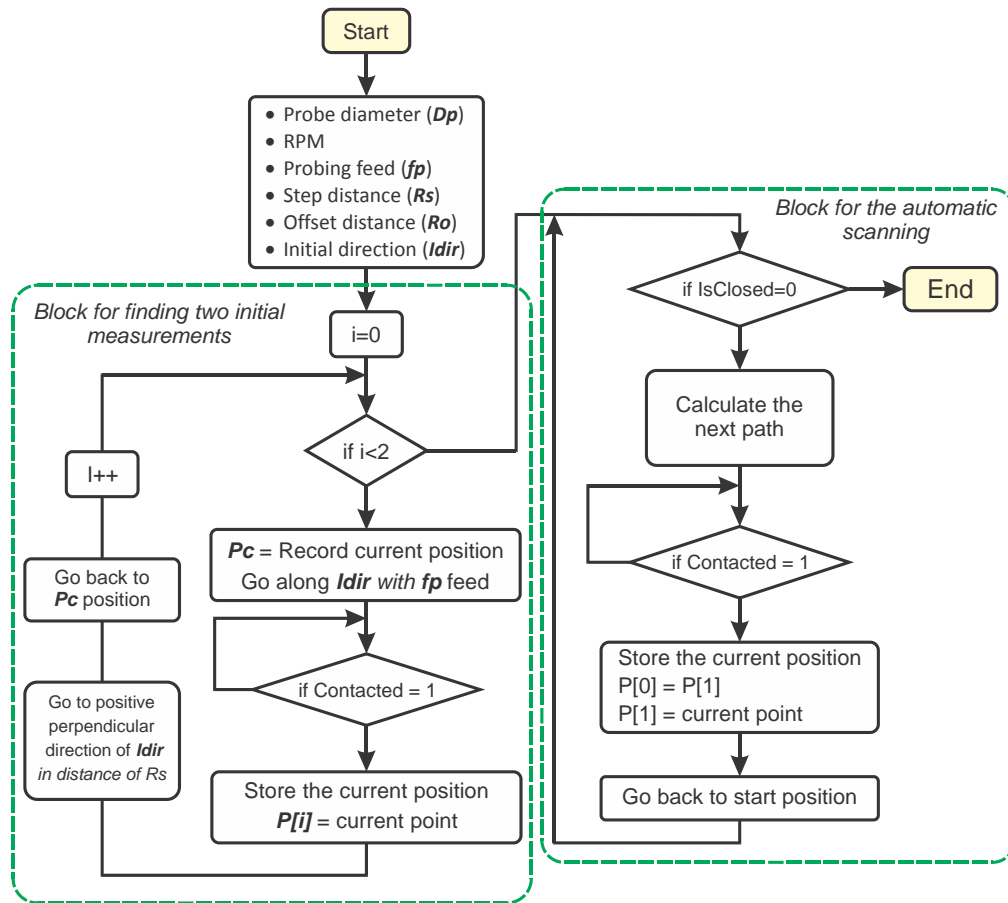 Start
• Probe diameter (Dp)
• RPM
• Probing feed (fp)
• Step distance (Rs)
• Offset distance (Ro)
• Initial direction (Idir)
Block for finding two initial
measurements
i=0
if i<2
I++
Pc = Record current position
Go along Idir with fp feed
Go back to
Pc position
if Contacted = 1
Go to positive
perpendicular
direction of Idir
in distance of Rs
Store the current position
P[i] = current point
Block for the automatic
scanning
if IsClosed=0
End
Calculate the
next path
if Contacted = 1
Store the current position
P[0] = P[1]
P[1] = current point
Go back to start position